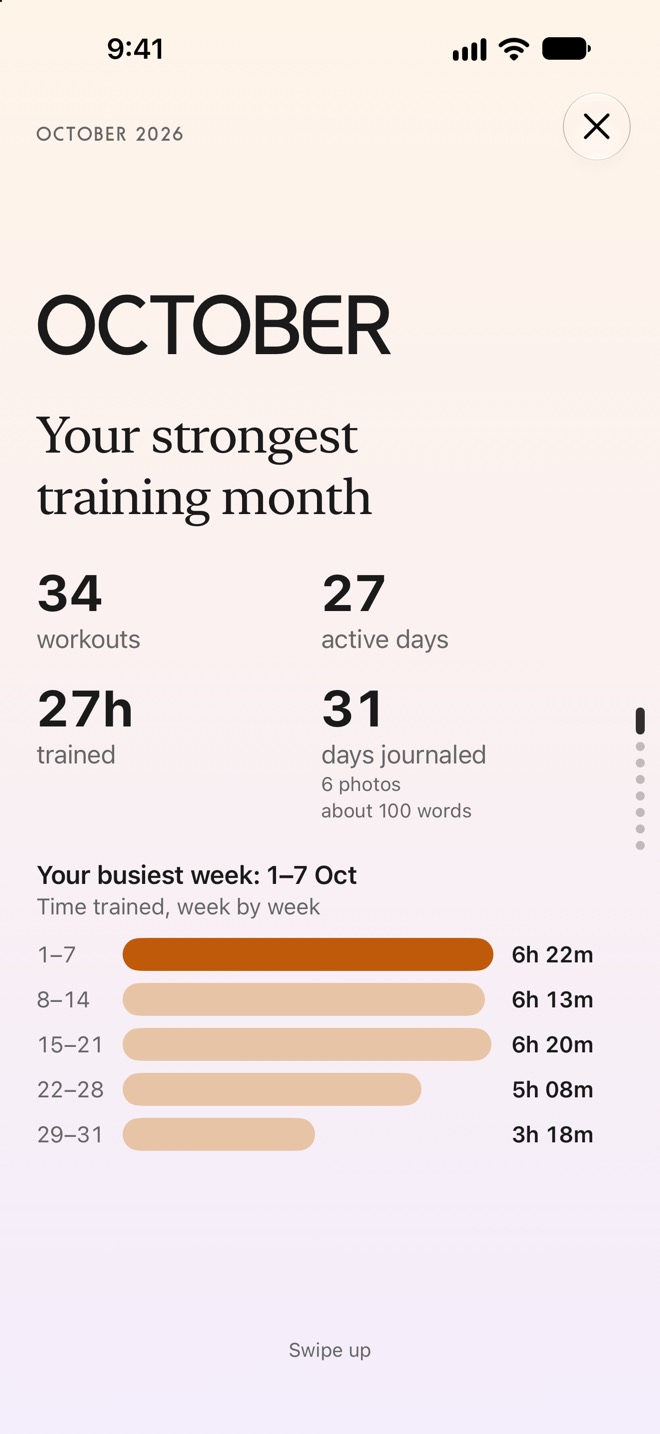 9:41
OCTOBER 2026
OCTOBER
Your strongest
training month
34
workouts
27
active days
27h
trained
31
days journaled
6 photos
about 100 words
Your busiest week: 1–7 Oct
Time trained, week by week
1–7 6h 22m
8–14 6h 13m
15–21 6h 20m
22–28 5h 08m
29–31 3h 18m
Swipe up